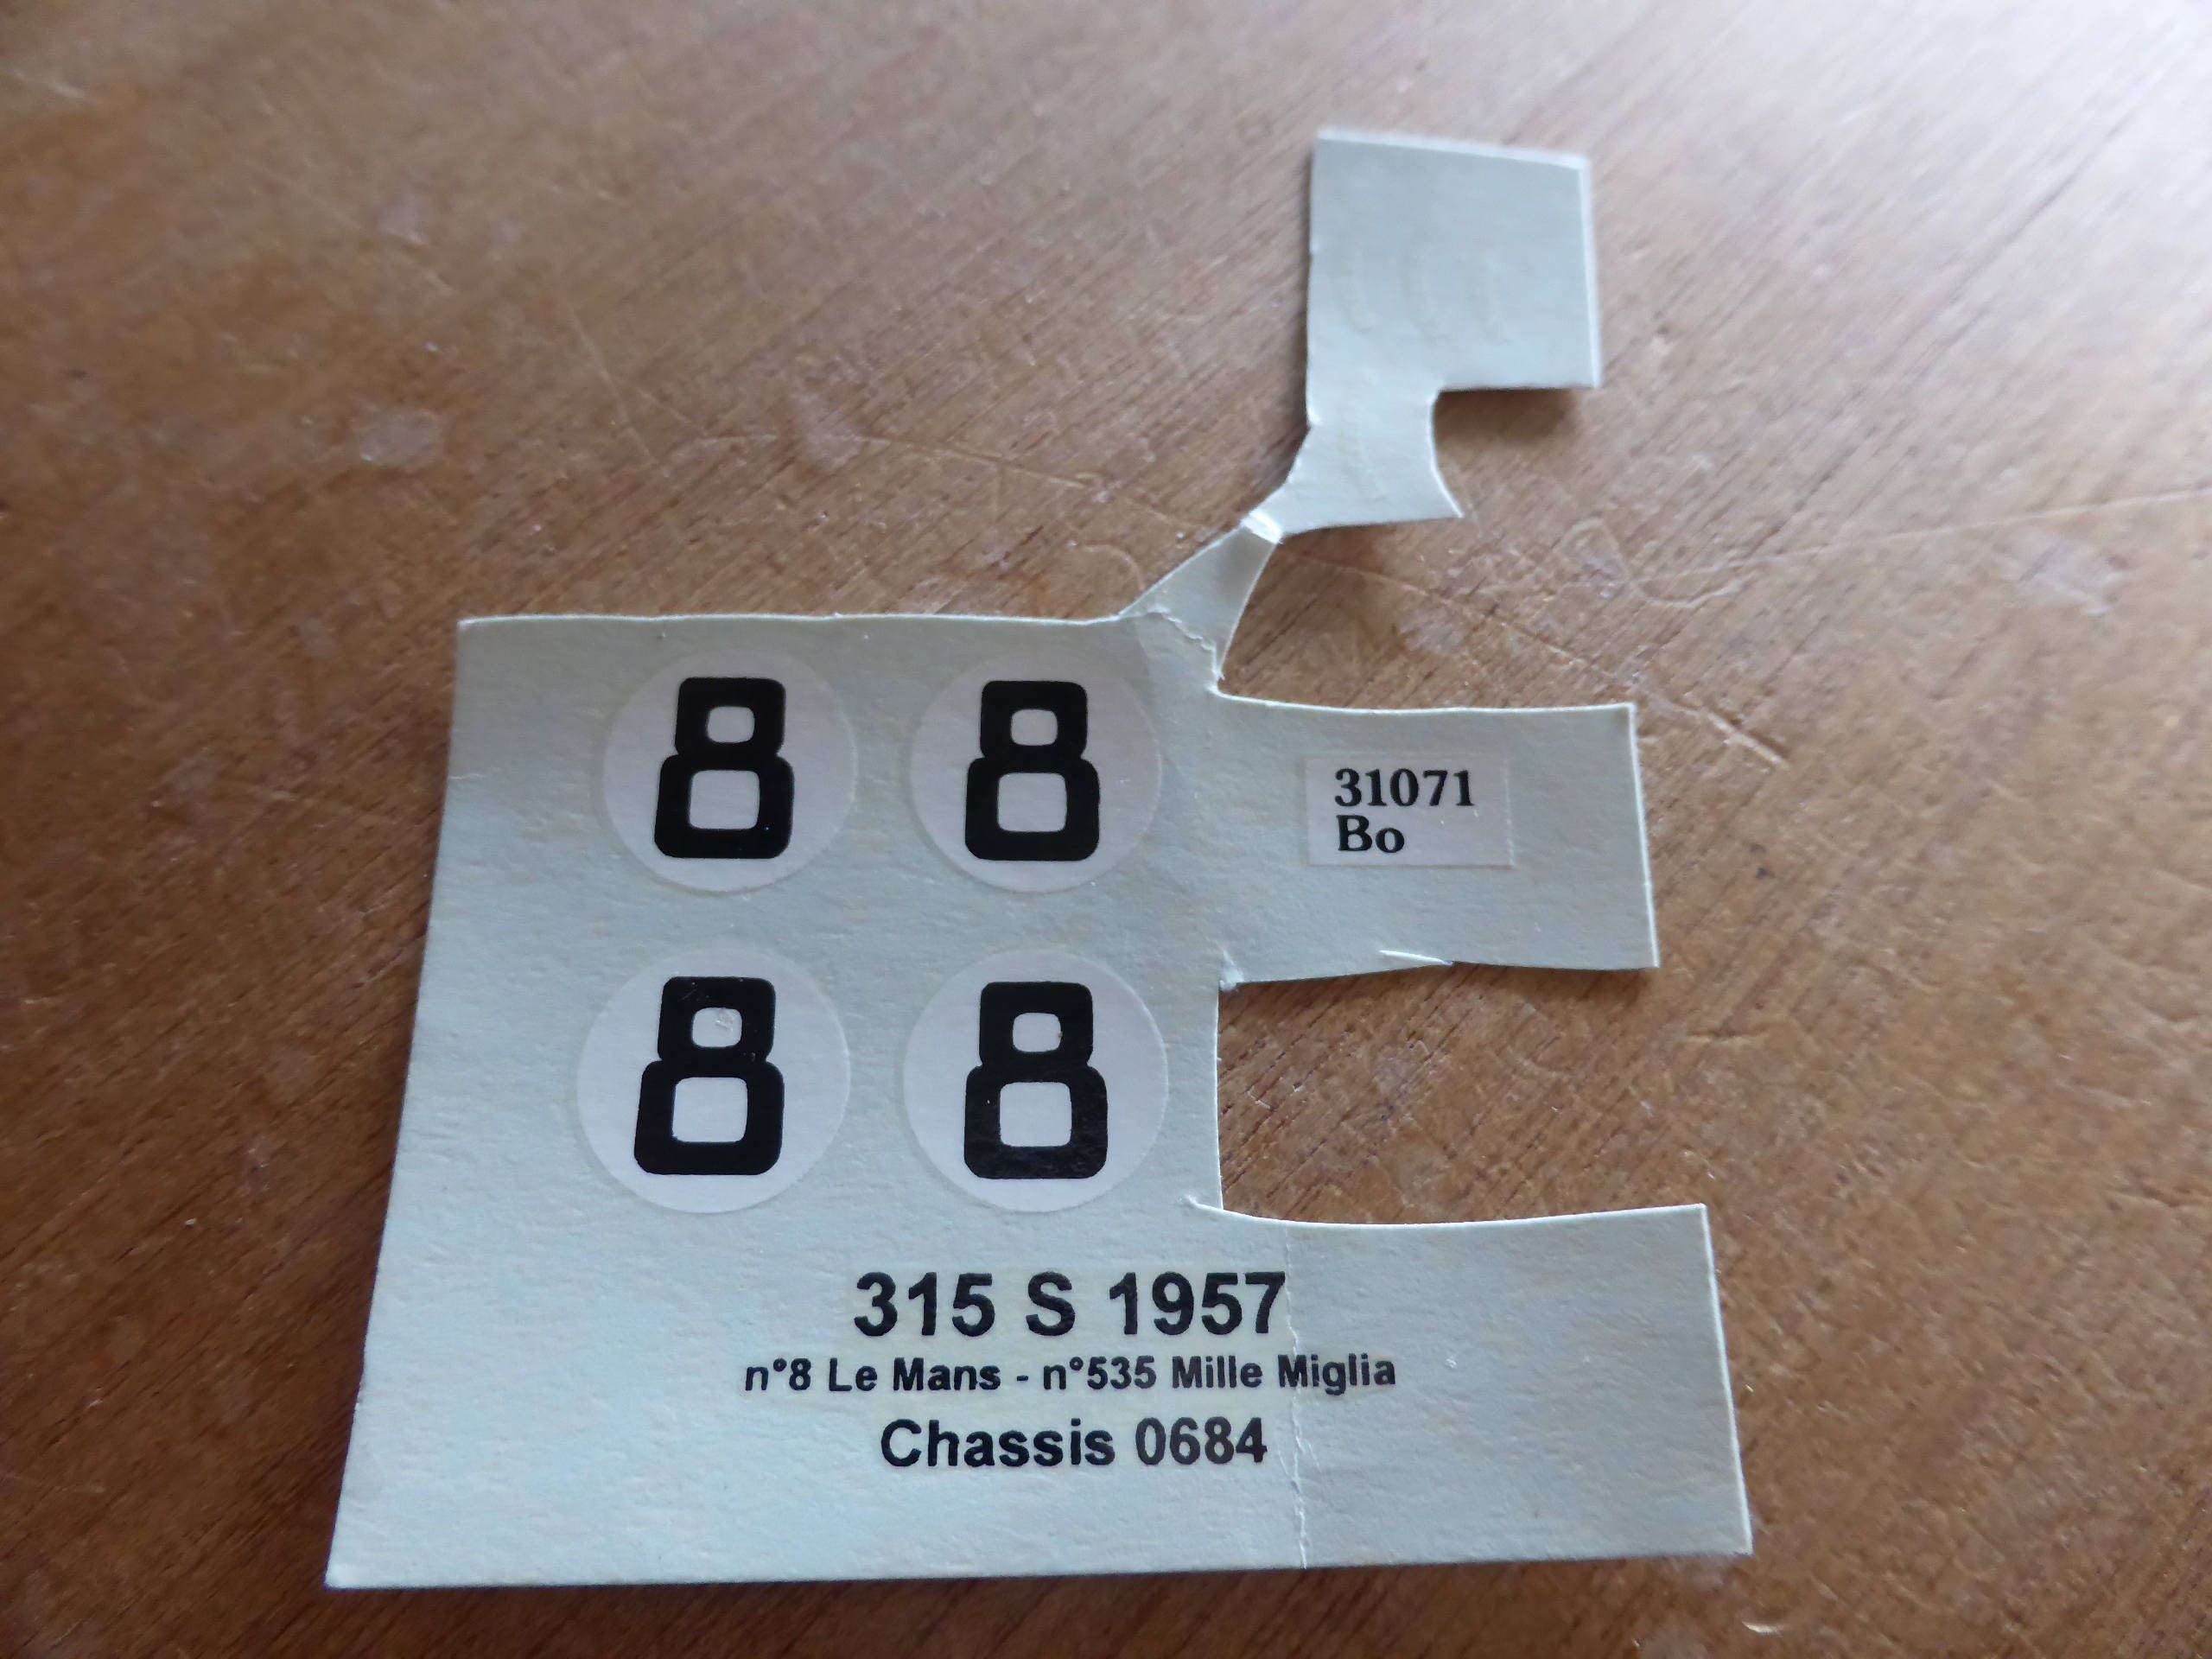 8 8
31071
Bo
8 8
315 S 1957
n°8 Le Mans - n°535 Mille Miglia
Chassis 0684